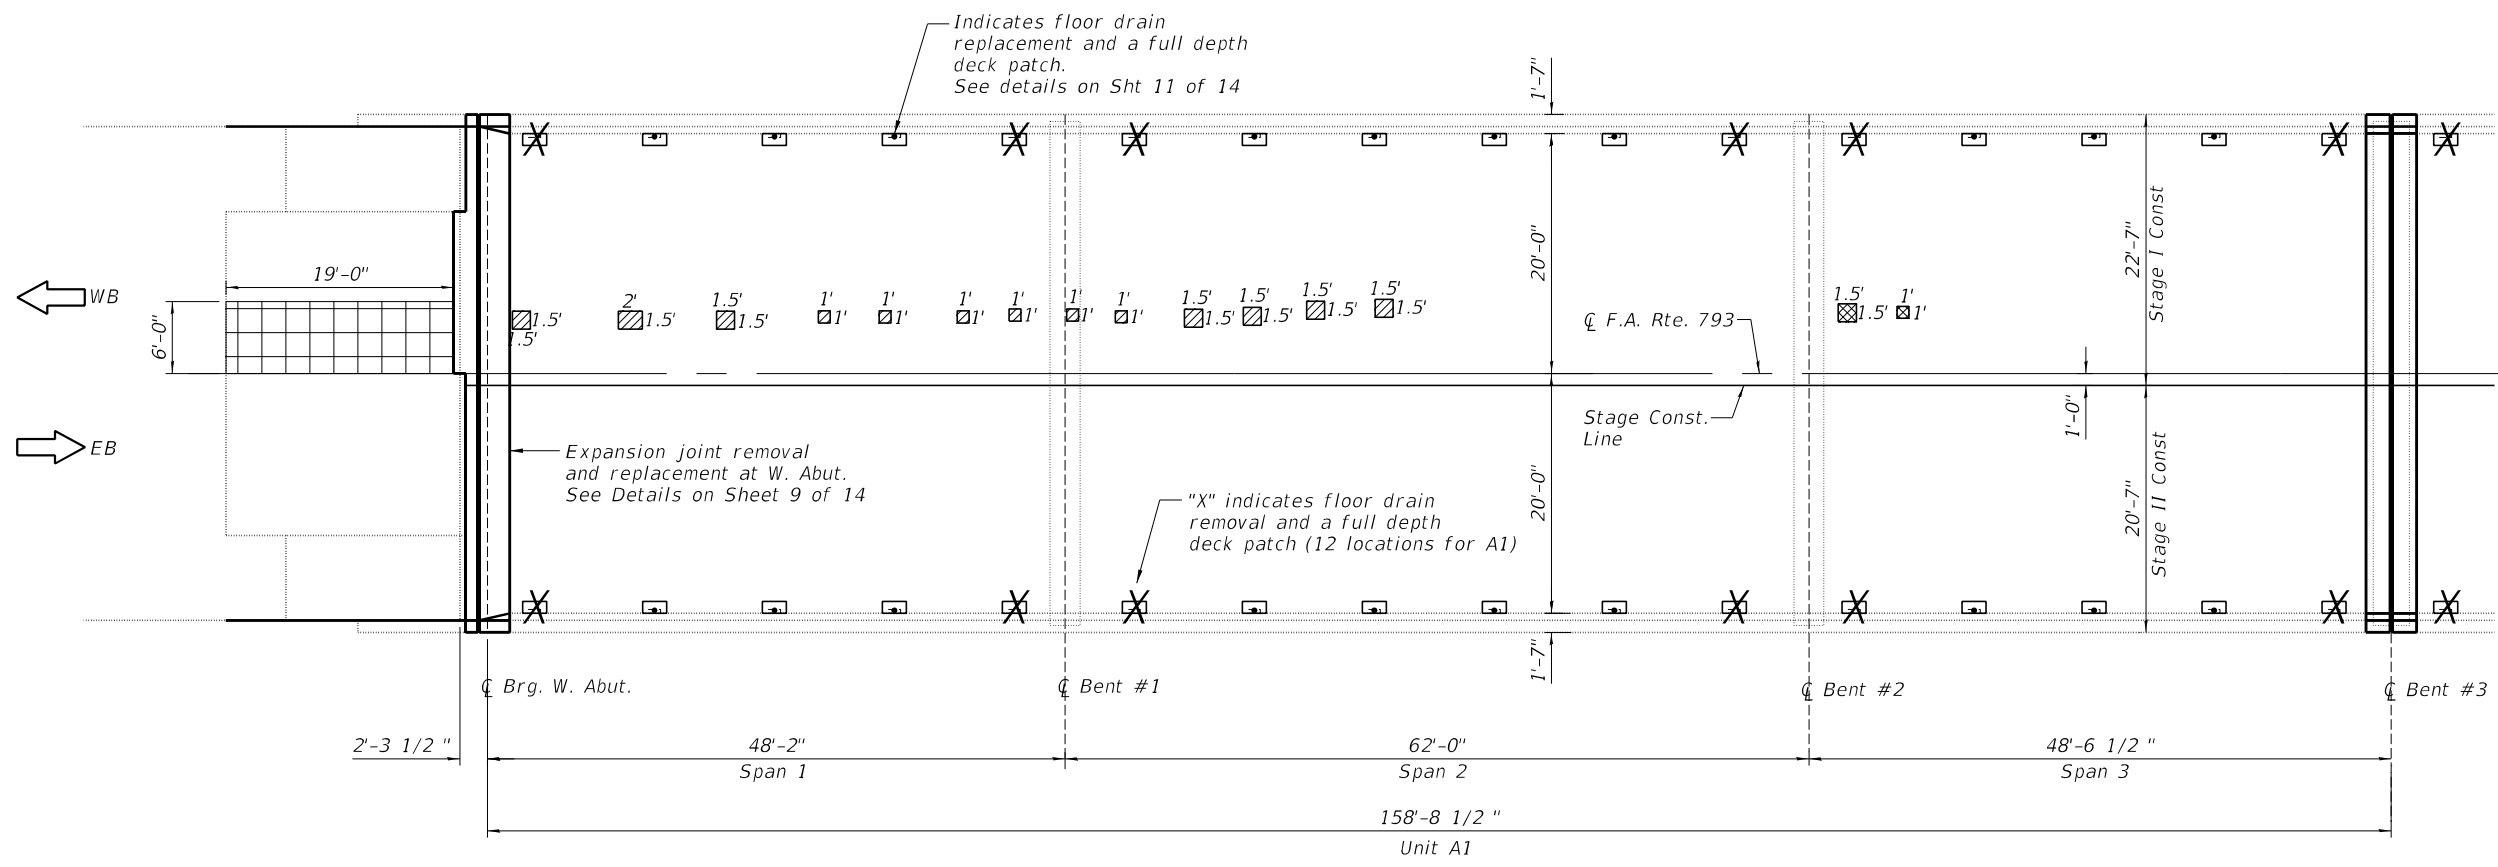 Indicates floor drain
replacement and a full depth
deck patch.
See details on Sht 11 of 14
1'-7"
22'-7"
Stage I Const
20'-0"
19'-0"
WB
6'-0"
1.5'
1.5'
2'
1.5'
1.5'
1.5'
1'
1'
1'
1'
1'
1'
1'
1'
1'
1'
1'
1'
1.5'
1.5'
1.5'
1.5'
1.5'
1.5'
1.5'
1.5'
1.5'
1.5'
1'
1'
℄ F.A. Rte. 793
Stage Const.
Line
1'-0"
EB
Expansion joint removal
and replacement at W. Abut.
See Details on Sheet 9 of 14
"X" indicates floor drain
removal and a full depth
deck patch (12 locations for A1)
20'-0"
20'-7"
Stage II Const
1'-7"
℄ Brg. W. Abut.
℄ Bent #1
℄ Bent #2
℄ Bent #3
2'-3 1/2 "
48'-2"
62'-0"
48'-6 1/2 "
Span 1
Span 2
Span 3
158'-8 1/2 "
Unit A1